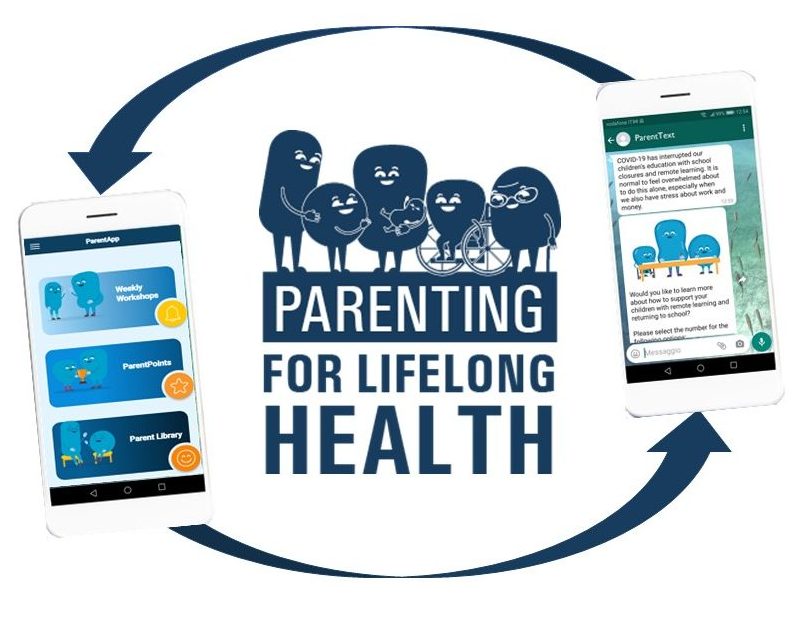 PARENTING
FOR LIFELONG
HEALTH
ParentApp
Weekly
Workshops
ParentPoints
Parent Library
12:54
ParentText
COVID-19 has interrupted our
children's education with school
closures and remote learning. It is
normal to feel overwhelmed about
to do this alone, especially when
we also have stress about work and
money.
Would you like to learn more
about how to support your
children with remote learning and
returning to school?
Please select the number for the
following options:
Messaggio